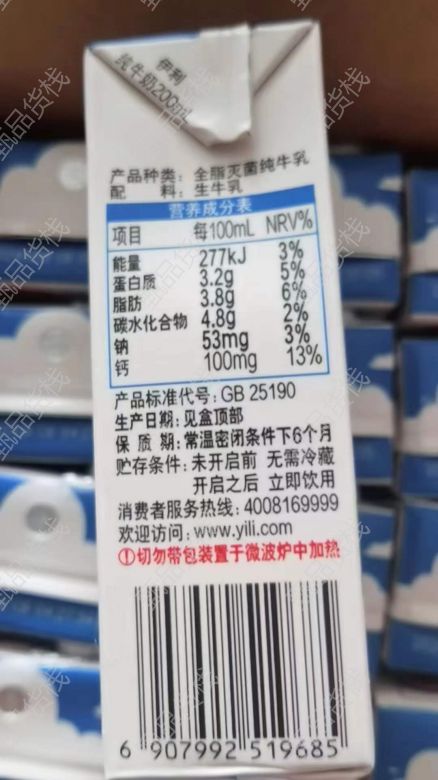 伊利
纯牛奶200mL
产品种类：全脂灭菌纯牛乳
配　　料：生牛乳
营养成分表
项目 每100mL NRV%
能量 277kJ 3%
蛋白质 3.2g 5%
脂肪 3.8g 6%
碳水化合物 4.8g 2%
钠 53mg 3%
钙 100mg 13%
产品标准代号：GB 25190
生产日期：见盒顶部
保 质 期：常温密闭条件下6个月
贮存条件：未开启前 无需冷藏
开启之后 立即饮用
消费者服务热线：4008169999
欢迎访问：www.yili.com
①切勿带包装置于微波炉中加热
6 907992 519685
甄品货栈